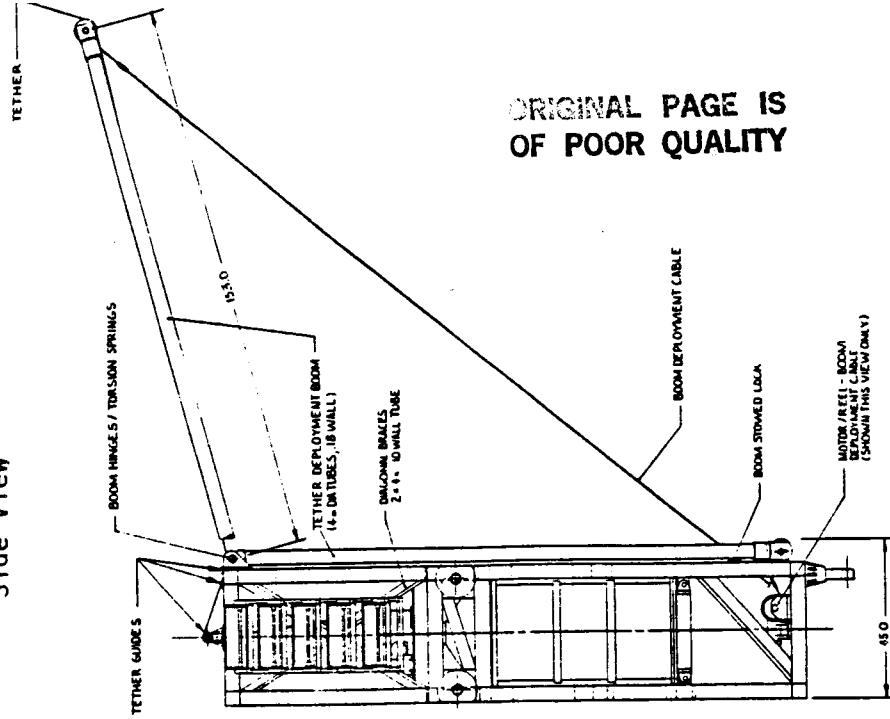 TETHER
ORIGINAL PAGE IS
OF POOR QUALITY
153.0
BOOM HINGES / TORSION SPRINGS
TETHER DEPLOYMENT BOOM
DIAGONAL BRACES
BOOM DEPLOYMENT CABLE
BOOM STOWED LOCK
MOTOR / REEL - BOOM
DEPLOYMENT CABLE
(SHOWN THIS VIEW ONLY)
Side View
TETHER GUIDES
45.0